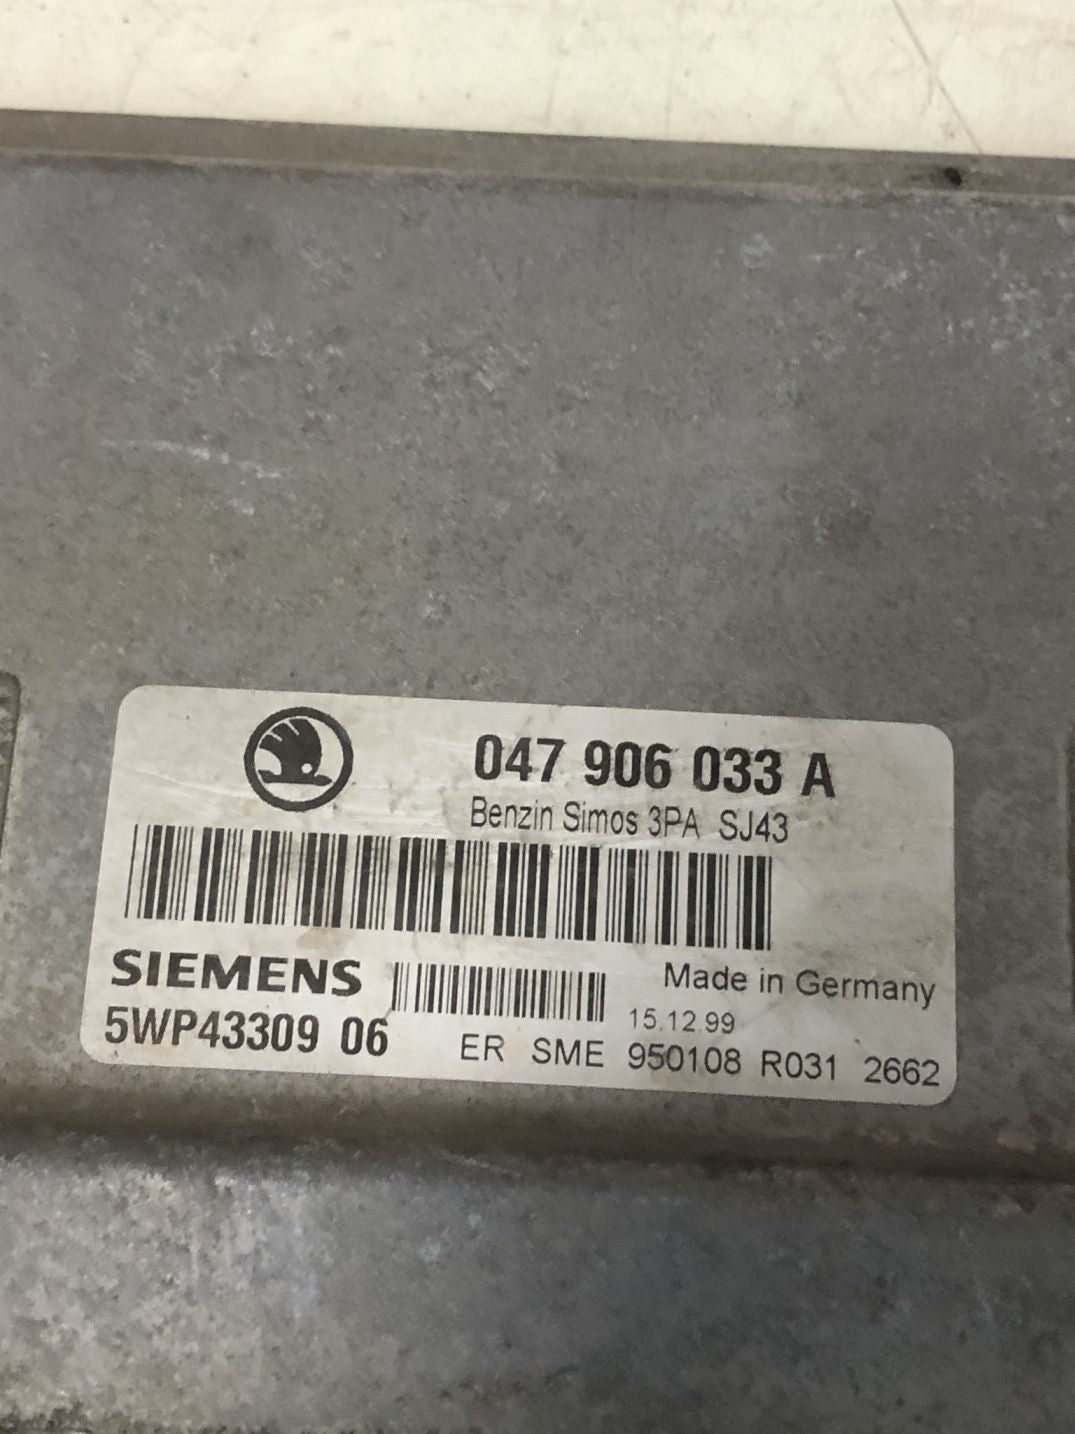 047 906 033 A
Benzin Simos 3PA SJ43
SIEMENS
Made in Germany
5WP43309 06
15.12.99
ER SME 950108 R031 2662